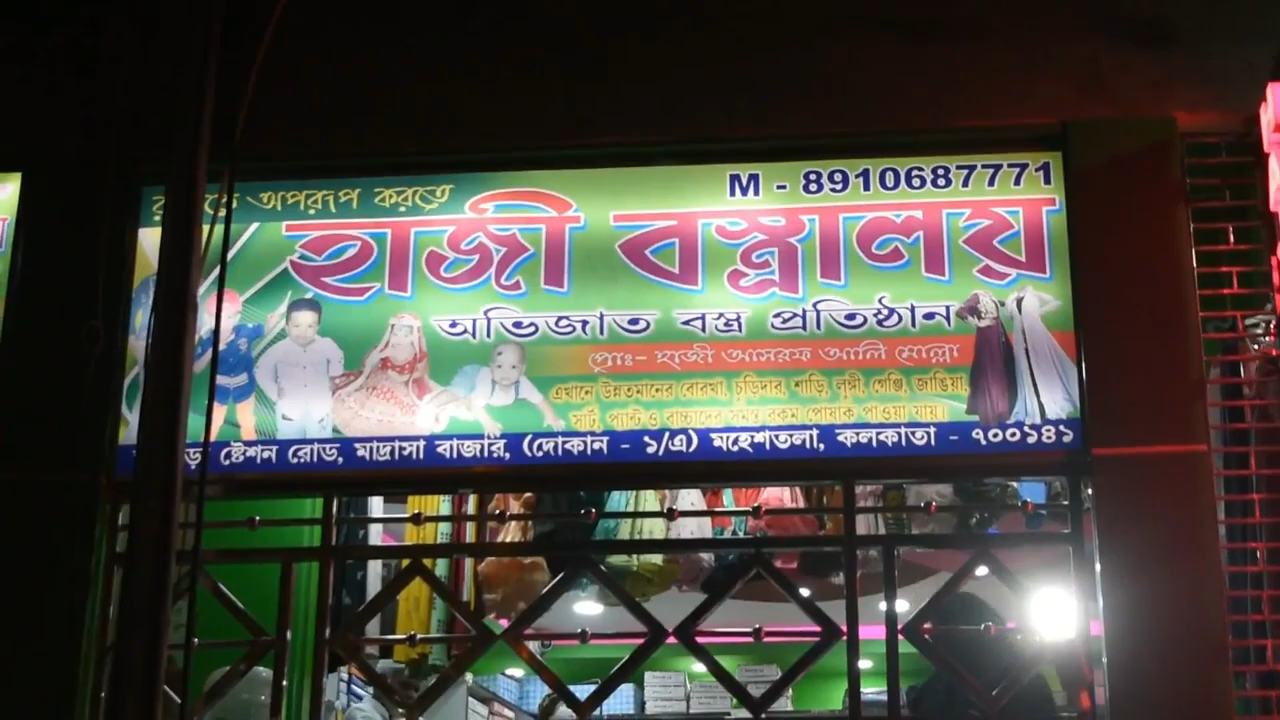 অপরূপ করতে
M - 8910687771
হাজী বস্ত্রালয়
অভিজাত বস্ত্র প্রতিষ্ঠান
প্রোঃ- হাজী আসরফ আলি মোল্লা
এখানে উন্নতমানের বোরখা, চুড়িদার, শাড়ি, লুঙ্গী, গেঞ্জি, জাঙিয়া,
সার্ট, প্যান্ট ও বাচ্চাদের সমস্ত রকম পোষাক পাওয়া যায়।
ষ্টেশন রোড, মাদ্রাসা বাজার, (দোকান - ১/এ) মহেশতলা, কলকাতা - ৭০০১৪১